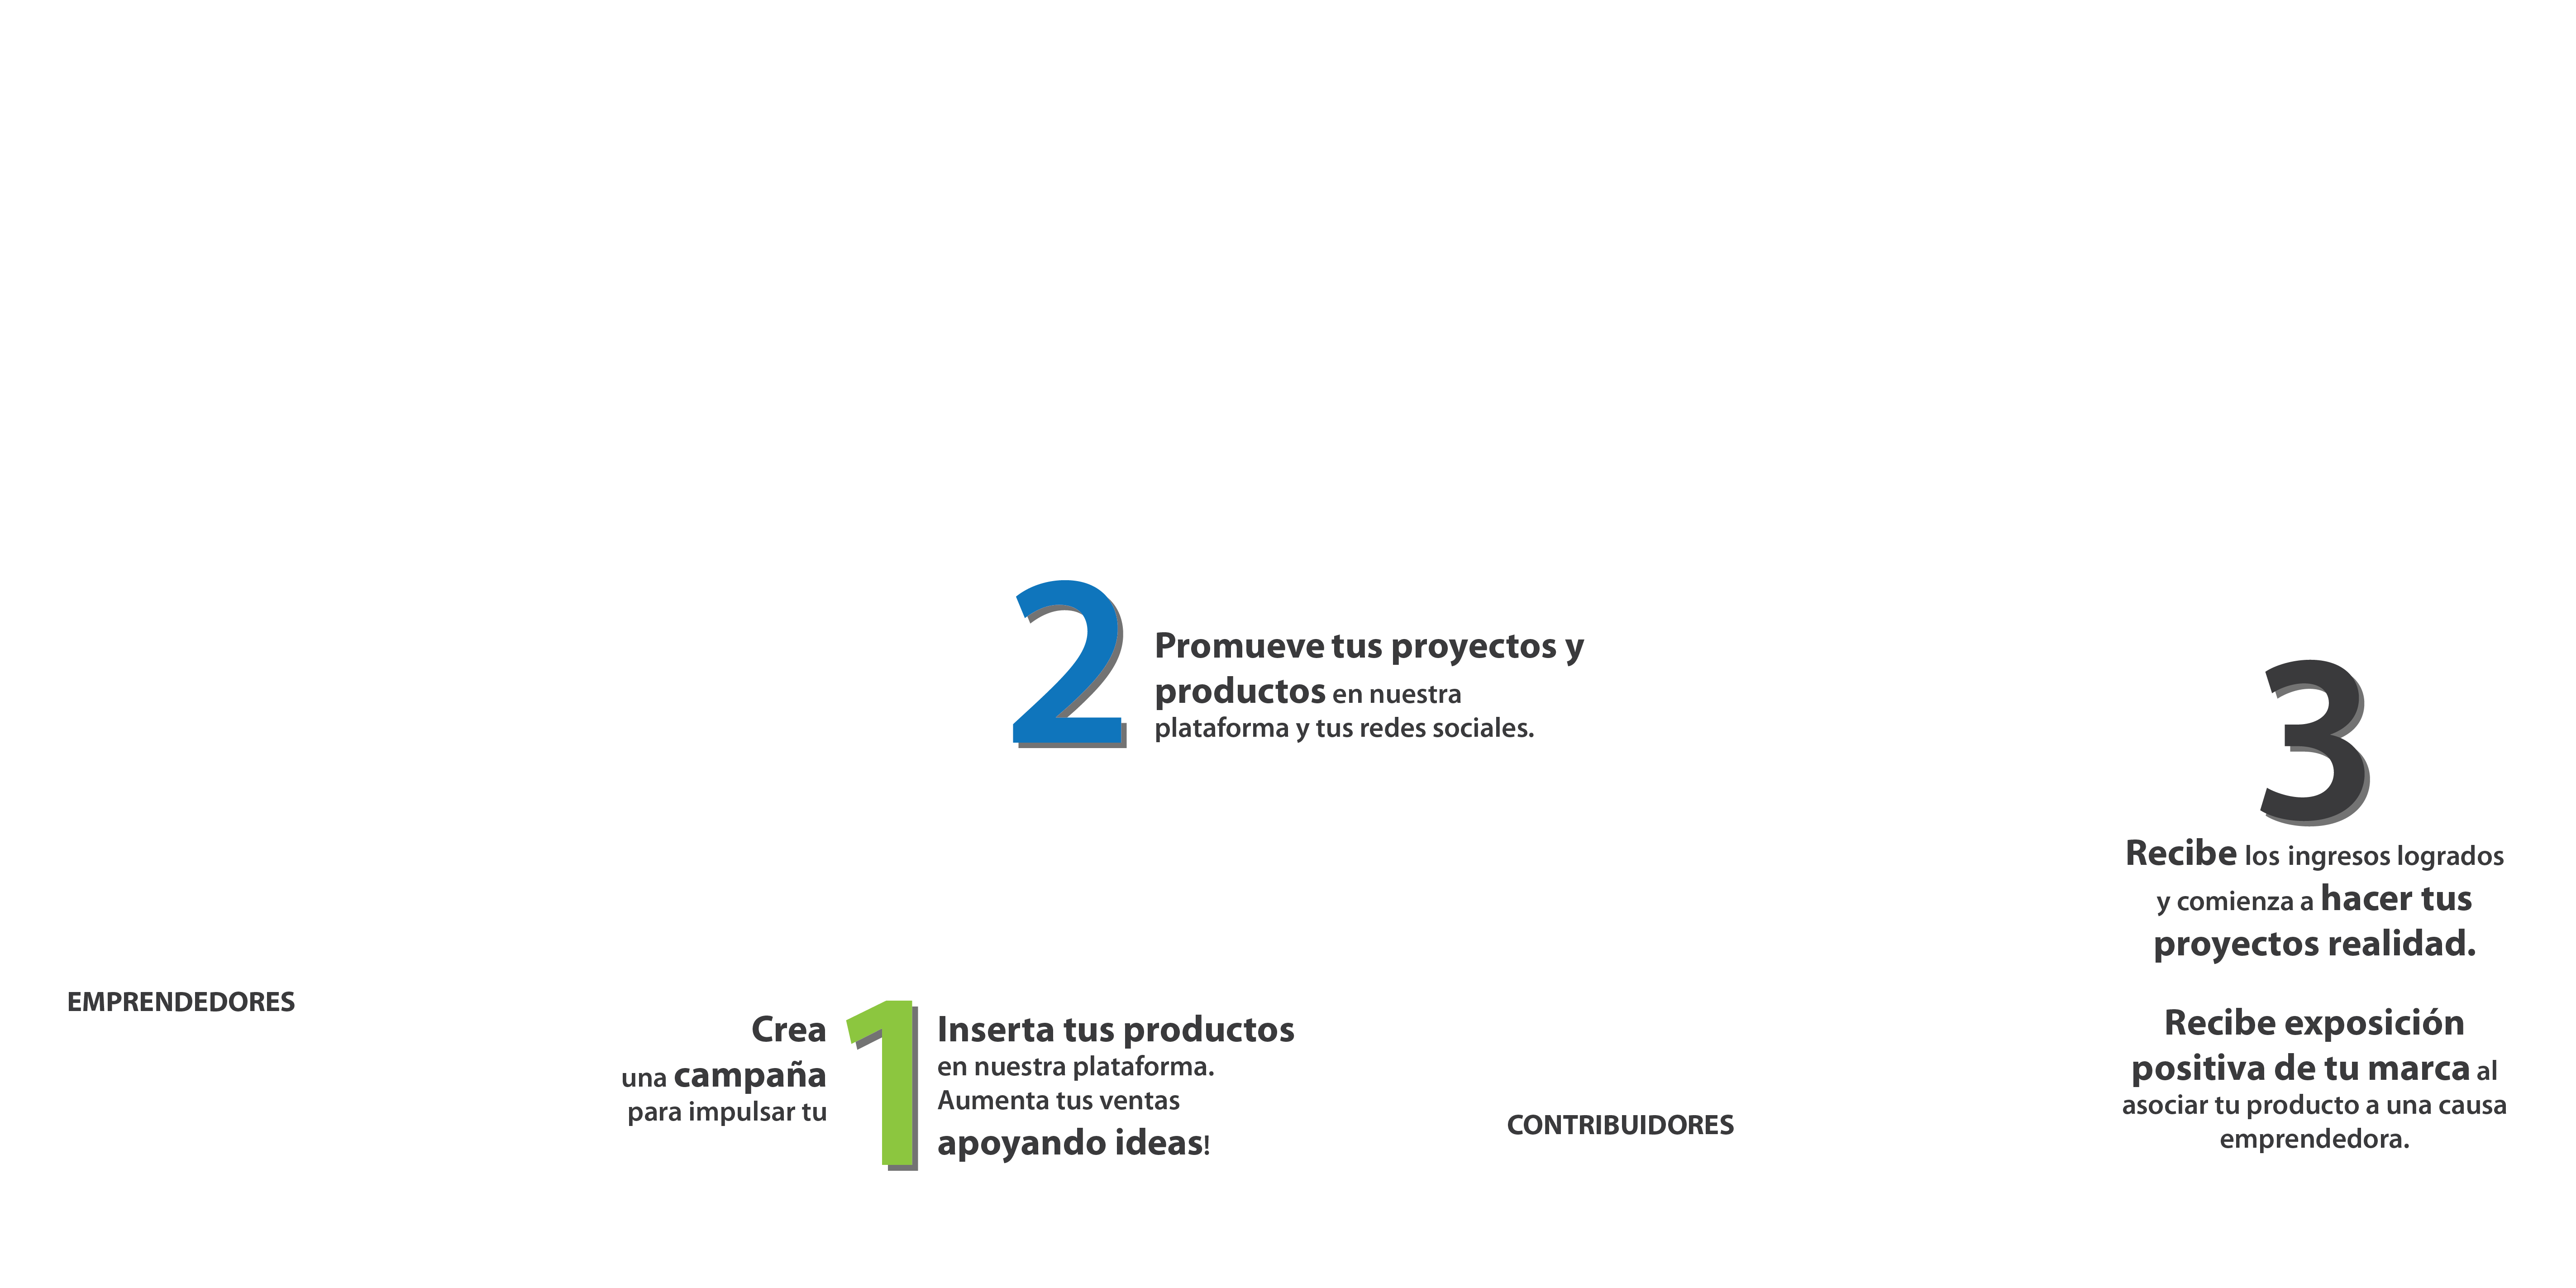 2
Promueve tus proyectos y
productos en nuestra
plataforma y tus redes sociales.
3
Recibe los ingresos logrados
y comienza a hacer tus
proyectos realidad.
EMPRENDEDORES
Crea
una campaña
para impulsar tu
1
Inserta tus productos
en nuestra plataforma.
Aumenta tus ventas
apoyando ideas!
CONTRIBUIDORES
Recibe exposición
positiva de tu marca al
asociar tu producto a una causa
emprendedora.